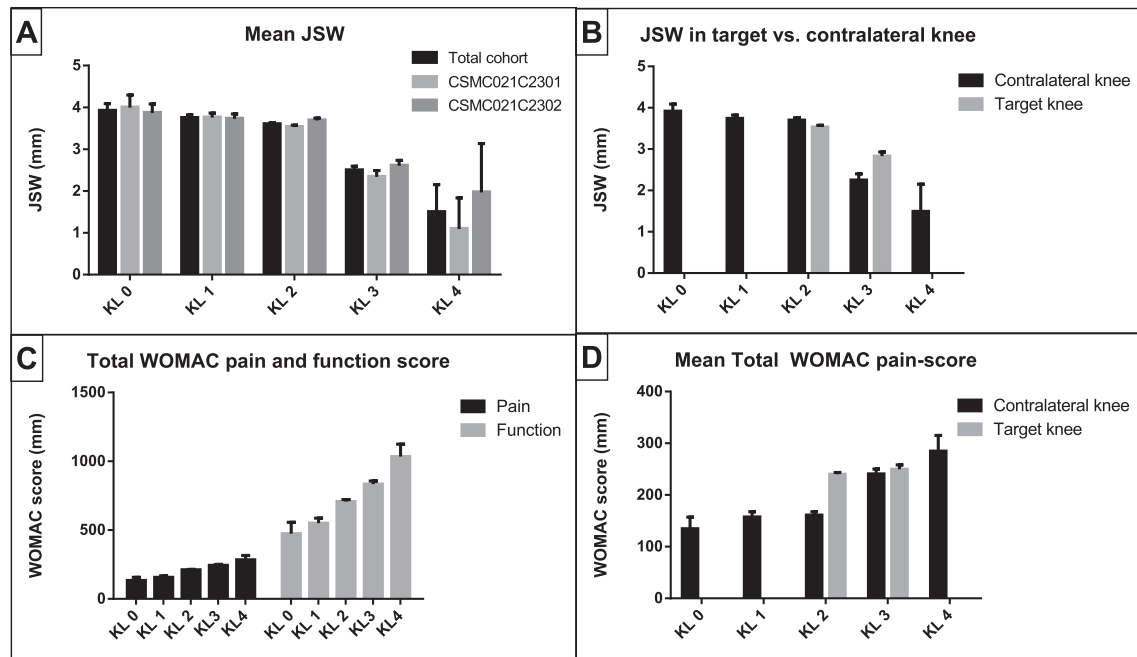 A
Mean JSW
Total cohort
CSMC021C2301
CSMC021C2302
JSW (mm)
5
4
3
2
1
0
KL 0
KL 1
KL 2
KL 3
KL 4
B
JSW in target vs. contralateral knee
Contralateral knee
Target knee
JSW (mm)
5
4
3
2
1
0
KL 0
KL 1
KL 2
KL 3
KL 4
C
Total WOMAC pain and function score
Pain
Function
WOMAC score (mm)
1500
1000
500
0
KL 0
KL 1
KL 2
KL3
KL4
KL 0
KL 1
KL 2
KL3
KL4
D
Mean Total WOMAC pain-score
Contralateral knee
Target knee
WOMAC score (mm)
400
300
200
100
0
KL 0
KL 1
KL 2
KL 3
KL 4